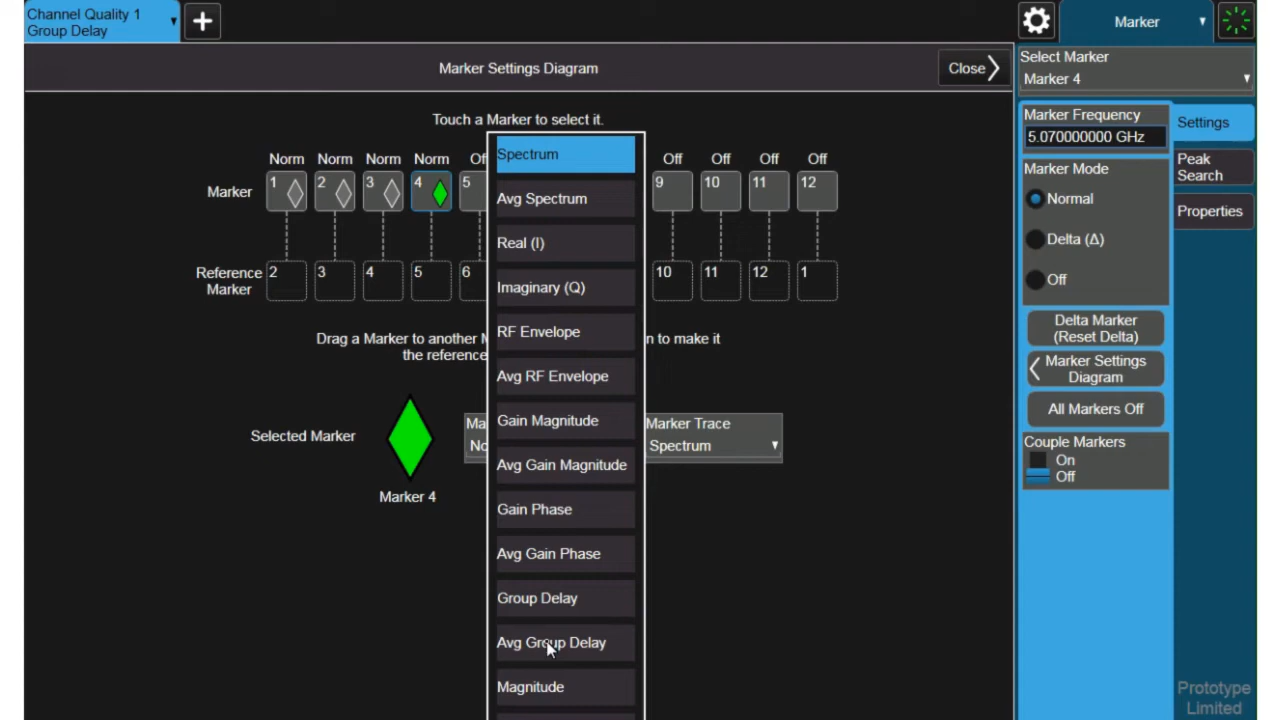 Channel Quality 1
Group Delay
+
Marker
Marker Settings Diagram
Close
Select Marker
Marker 4
Touch a Marker to select it.
Norm Norm Norm Norm Of Off Off Off Off
Marker 1 2 3 4 5 9 10 11 12
Reference
Marker
2 3 4 5 6 10 11 12 1
Drag a Marker to another M n to make it
the reference
Selected Marker
Marker 4
Ma
No
Marker Trace
Spectrum
Spectrum
Avg Spectrum
Real (I)
Imaginary (Q)
RF Envelope
Avg RF Envelope
Gain Magnitude
Avg Gain Magnitude
Gain Phase
Avg Gain Phase
Group Delay
Avg Group Delay
Magnitude
Marker Frequency
5.070000000 GHz
Marker Mode
Normal
Delta (Δ)
Off
Delta Marker
(Reset Delta)
Marker Settings
Diagram
All Markers Off
Couple Markers
On
Off
Settings
Peak
Search
Properties
Prototype
Limited